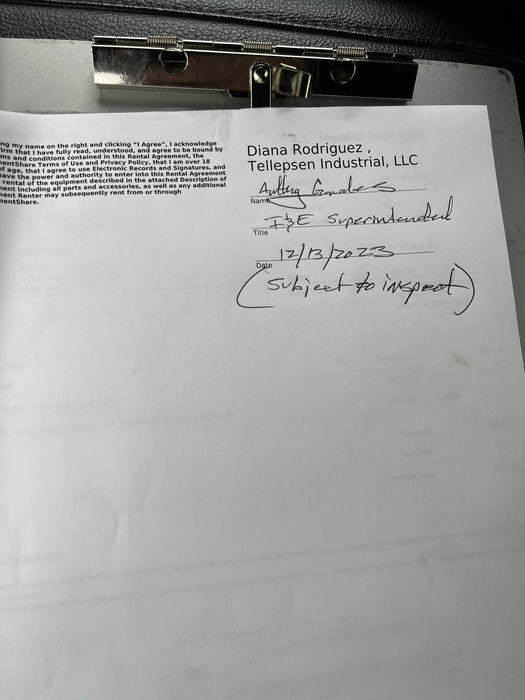 ng my name on the right and clicking "I Agree", I acknowledge
irm that I have fully read, understood, and agree to be bound by
ms and conditions contained in this Rental Agreement, the
entShare Terms of Use and Privacy Policy, that I am over 18
f age, that I agree to use Electronic Records and Signatures, and
ave the power and authority to enter into this Rental Agreement
rental of the equipment described in the attached Description of
ment including all parts and accessories, as well as any additional
ment Renter may subsequently rent from or through
mentShare.
Diana Rodriguez ,
Tellepsen Industrial, LLC
Name
I&E Superintended
Title
12/13/2023
Date
(Subject to inspect)